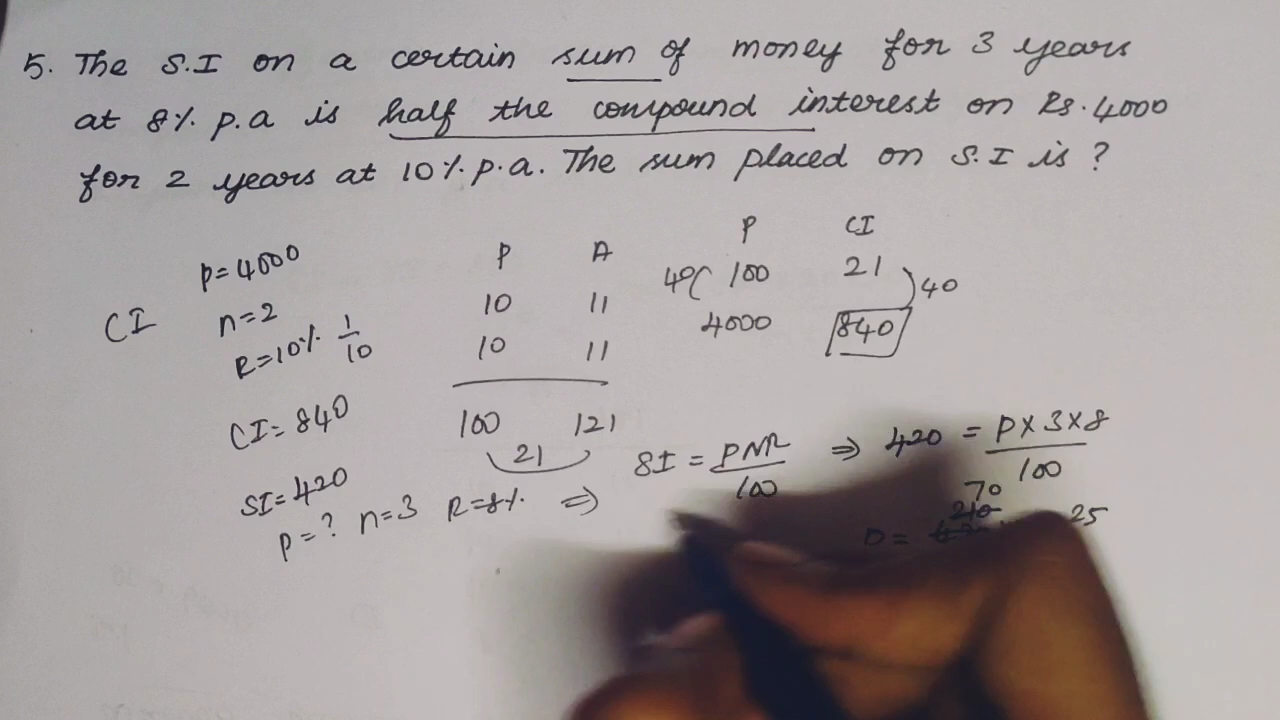 5. The S.I on a certain sum of money for 3 years
at 8%. p.a is half the compound interest on Rs.4000
for 2 years at 10%.p.a. The sum placed on S.I is?
P=4000
CI n=2
R=10% 1/10
P A
10 11
10 11
100 121
21
P CI
40 100 21 40
4000 840
CI=840
SI=420
P=? n=3 R=8% ⇒
SI = PNR/100 ⇒ 420 = P×3×8/100
70
210
P = 420 25